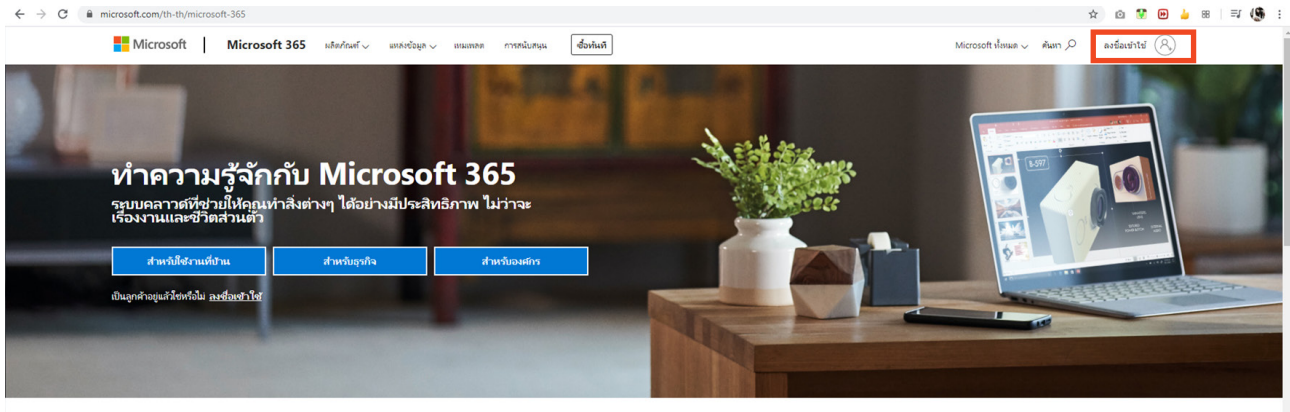 microsoft.com/th-th/microsoft-365
Microsoft
Microsoft 365
ผลิตภัณฑ์
แหล่งข้อมูล
เทมเพลต
การสนับสนุน
ซื้อทันที
Microsoft ทั้งหมด
ค้นหา
ลงชื่อเข้าใช้
ทำความรู้จักกับ Microsoft 365
ระบบคลาวด์ที่ช่วยให้คุณทำสิ่งต่างๆ ได้อย่างมีประสิทธิภาพ ไม่ว่าจะ
เรื่องงานและชีวิตส่วนตัว
สำหรับใช้งานที่บ้าน
สำหรับธุรกิจ
สำหรับองค์กร
เป็นลูกค้าอยู่แล้วใช่หรือไม่ ลงชื่อเข้าใช้
B-597